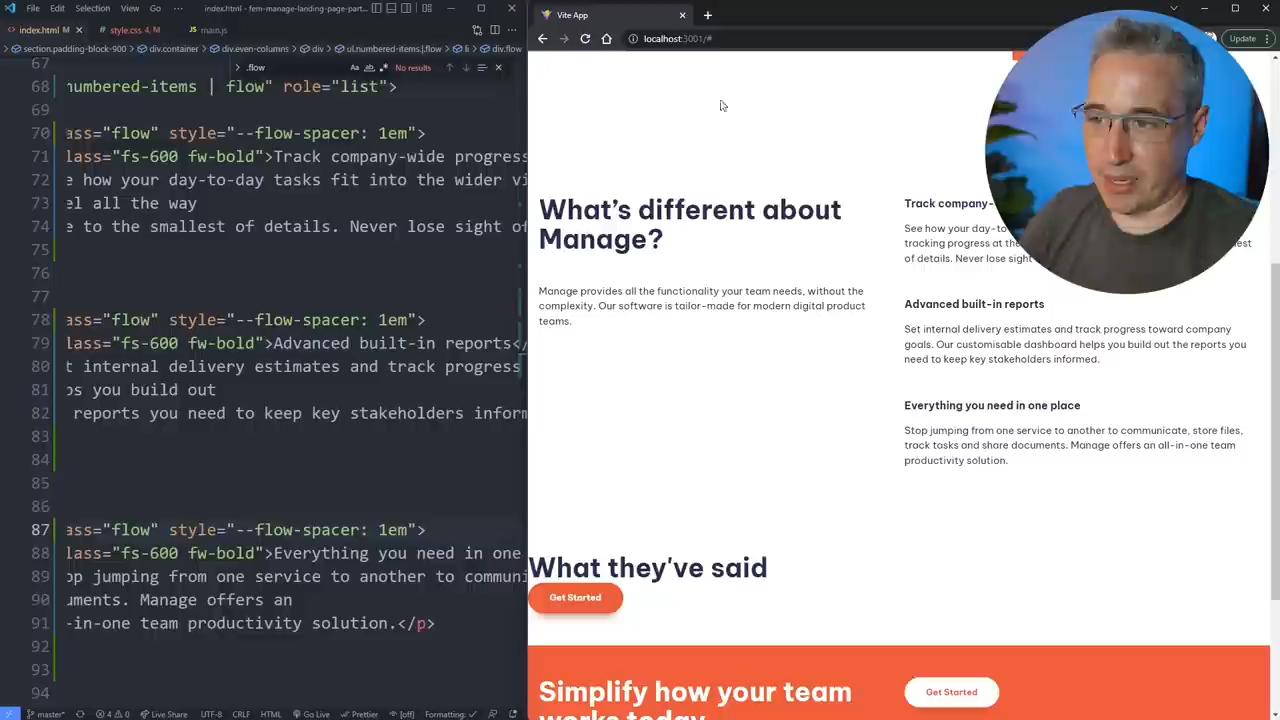 File Edit Selection View Go
index.html - fem-manage-landing-page-part...
index.html M
style.css 4, M
main.js
section.padding-block-900 > div.container > div.even-columns > div > ul.numbered-items.flow > li > div.flow
.flow
No results
67
68 numbered-items | flow" role="list">
69
70 ass="flow" style="--flow-spacer: 1em">
71 class="fs-600 fw-bold">Track company-wide progress
72 e how your day-to-day tasks fit into the wider vi
73 el all the way
74 e to the smallest of details. Never lose sight of
75
76
77
78 ass="flow" style="--flow-spacer: 1em">
79 class="fs-600 fw-bold">Advanced built-in reports</
80 t internal delivery estimates and track progress
81 ps you build out
82 reports you need to keep key stakeholders inform
83
84
85
86
87 ass="flow" style="--flow-spacer: 1em">
88 class="fs-600 fw-bold">Everything you need in one
89 op jumping from one service to another to communi
90 uments. Manage offers an
91 -in-one team productivity solution.</p>
92
93
94
master*
4 0
Live Share
UTF-8
CRLF
HTML
Go Live
Prettier
[off]
Formatting:
Vite App
localhost:3001/#
Update
What's different about
Manage?
Manage provides all the functionality your team needs, without the
complexity. Our software is tailor-made for modern digital product
teams.
Track company-
See how your day-to
tracking progress at the
of details. Never lose sight
Advanced built-in reports
Set internal delivery estimates and track progress toward company
goals. Our customisable dashboard helps you build out the reports you
need to keep key stakeholders informed.
Everything you need in one place
Stop jumping from one service to another to communicate, store files,
track tasks and share documents. Manage offers an all-in-one team
productivity solution.
What they've said
Get Started
Simplify how your team
works today
Get Started